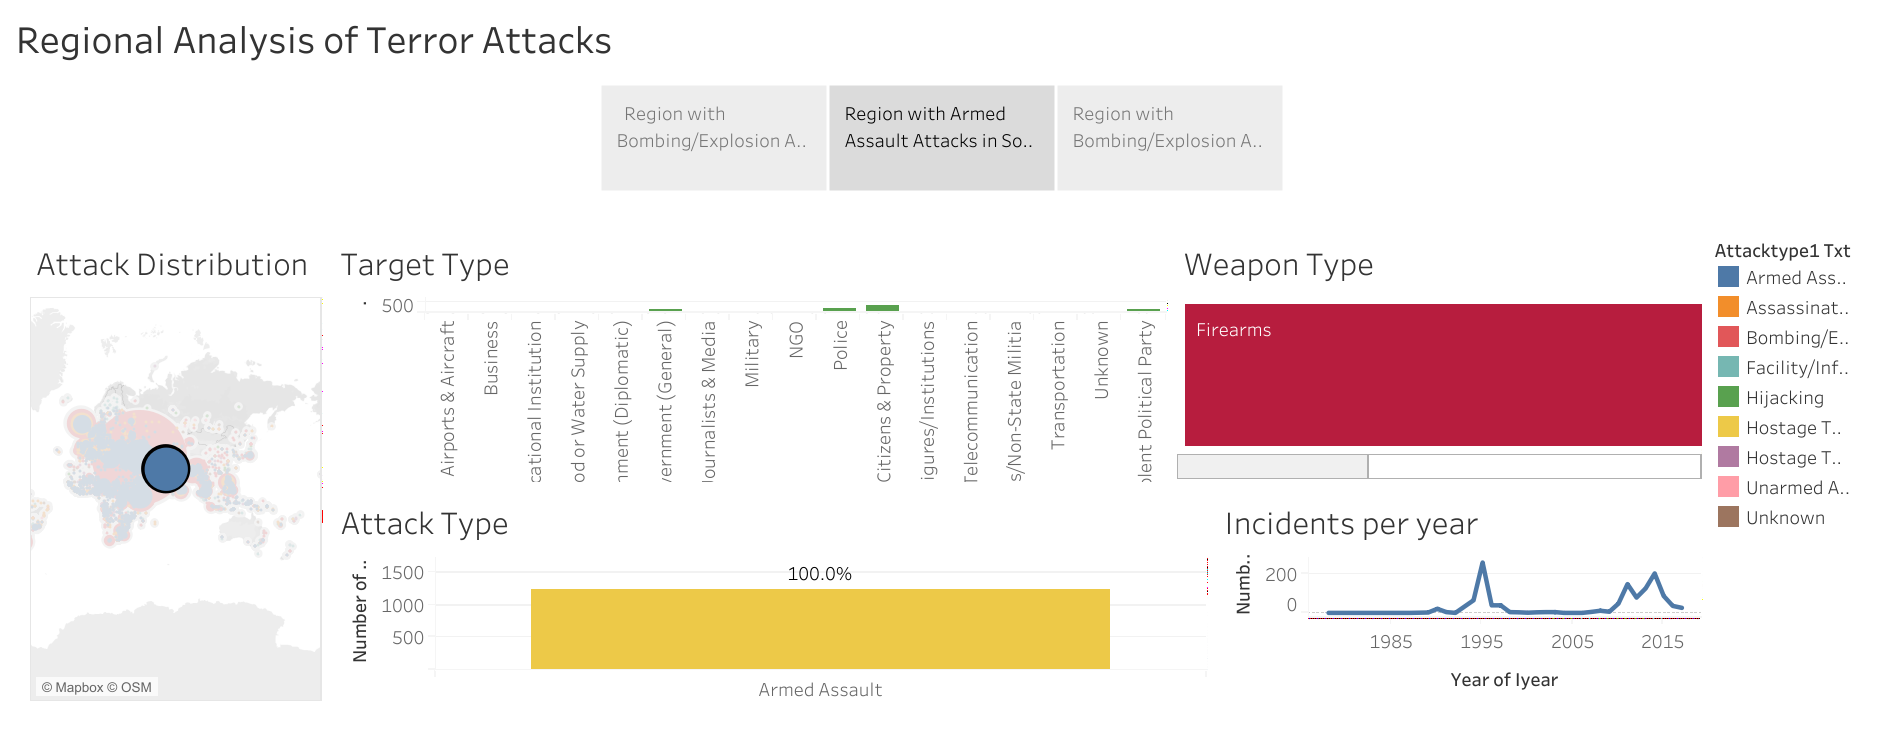 Regional Analysis of Terror Attacks
Region with
Bombing/Explosion A..
Region with Armed
Assault Attacks in So..
Region with
Bombing/Explosion A..
Attack Distribution
© Mapbox © OSM
Target Type
500
Airports & Aircraft
Business
cational Institution
od or Water Supply
nment (Diplomatic)
vernment (General)
Journalists & Media
Military
NGO
Police
Citizens & Property
igures/Institutions
Telecommunication
s/Non-State Militia
Transportation
Unknown
olent Political Party
Weapon Type
Firearms
Attacktype1 Txt
Armed Ass..
Assassinat..
Bombing/E..
Facility/Inf..
Hijacking
Hostage T..
Hostage T..
Unarmed A..
Unknown
Attack Type
Number of ..
1500
1000
500
100.0%
Armed Assault
Incidents per year
Numb..
200
0
1985
1995
2005
2015
Year of Iyear